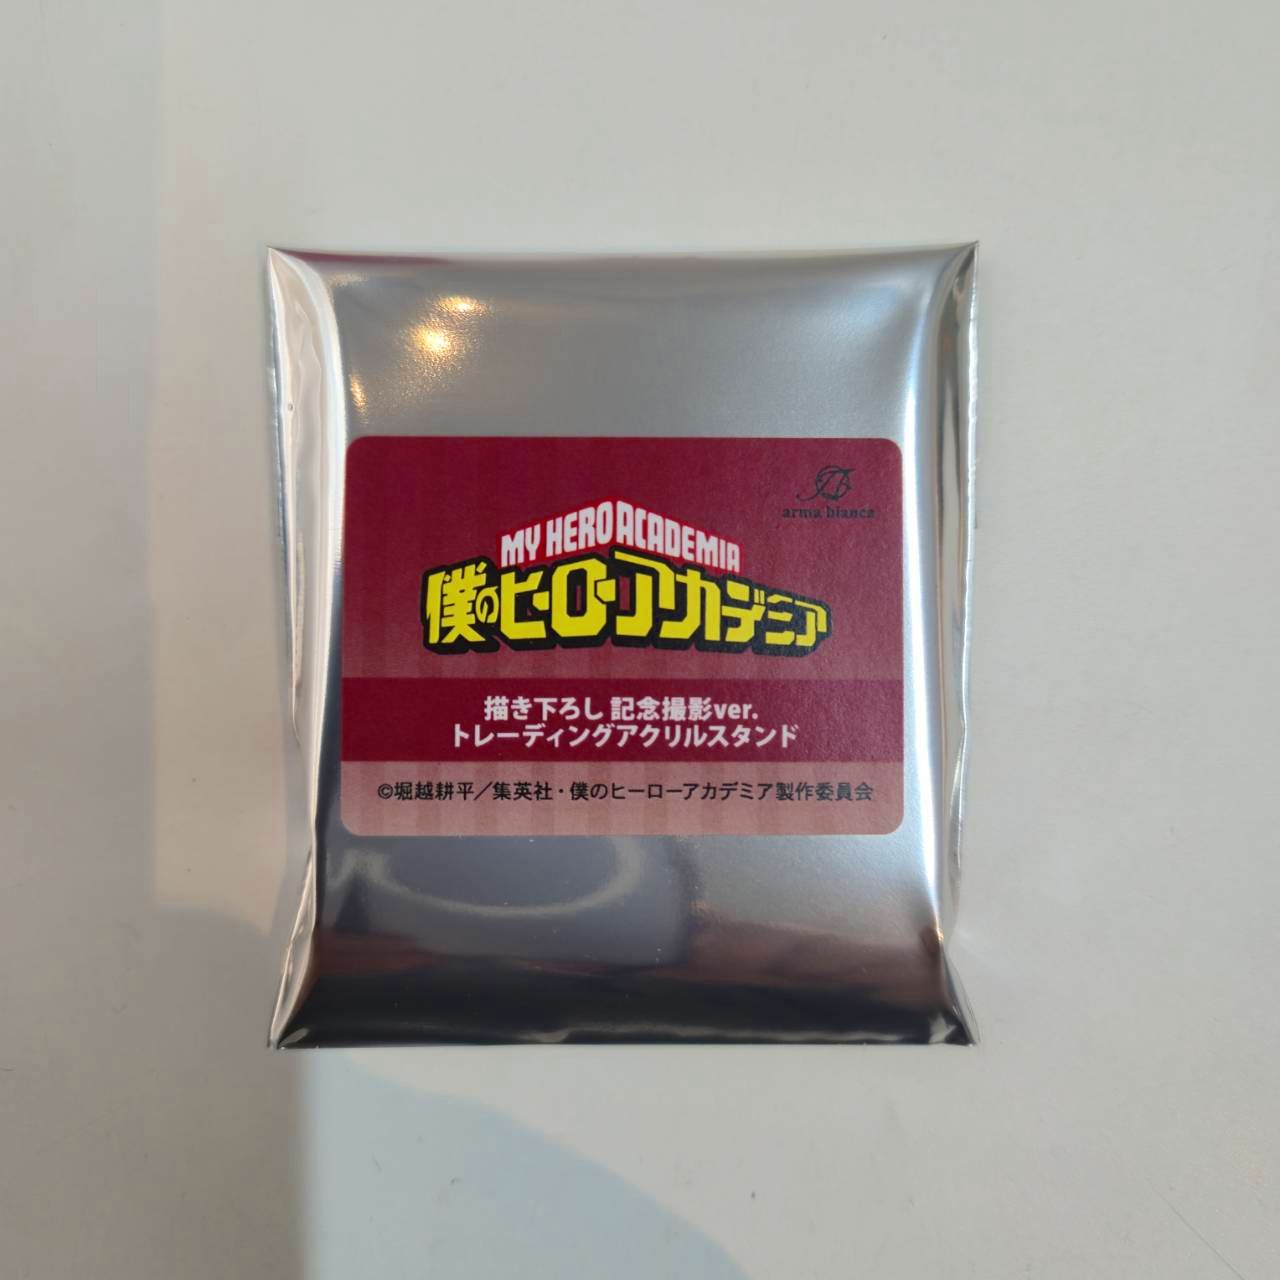 arma bianca
MY HERO ACADEMIA
僕のヒーローアカデミア
描き下ろし 記念撮影ver.
トレーディングアクリルスタンド
©堀越耕平／集英社・僕のヒーローアカデミア製作委員会